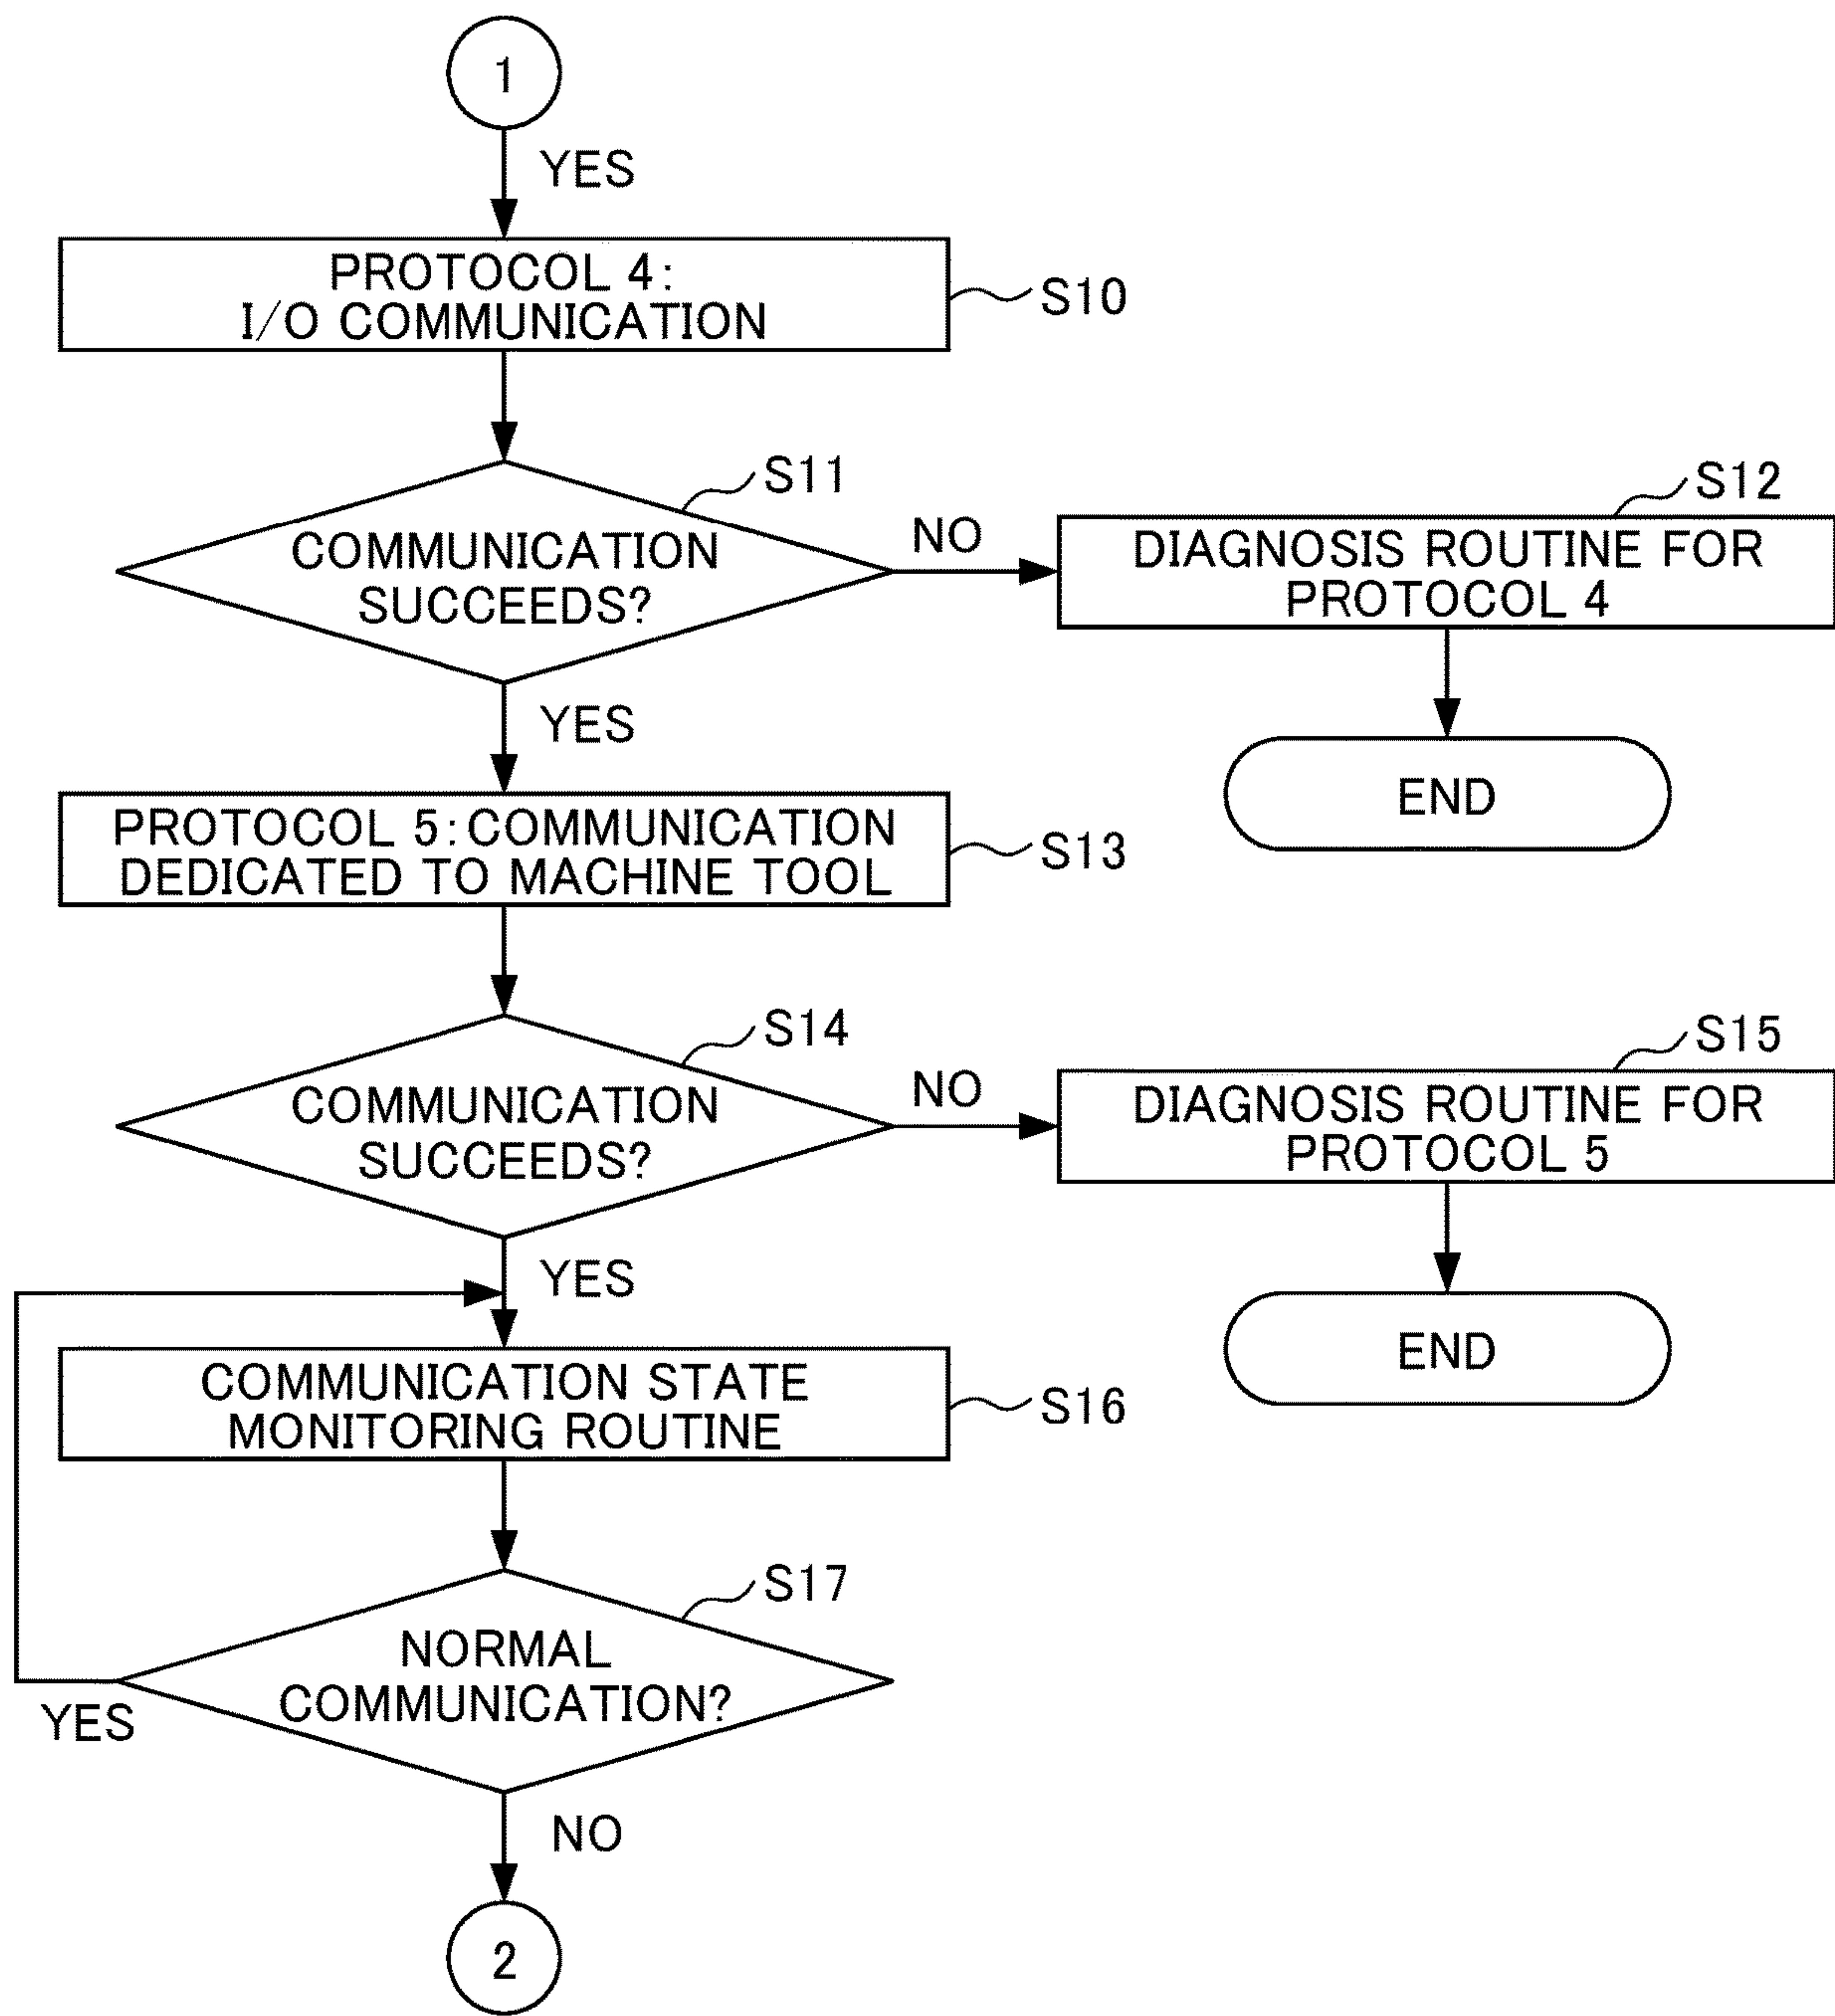 1
YES
PROTOCOL 4:
I/O COMMUNICATION
S10
S11
COMMUNICATION
SUCCEEDS?
NO
S12
DIAGNOSIS ROUTINE FOR
PROTOCOL 4
END
YES
PROTOCOL 5:COMMUNICATION
DEDICATED TO MACHINE TOOL
S13
S14
COMMUNICATION
SUCCEEDS?
NO
S15
DIAGNOSIS ROUTINE FOR
PROTOCOL 5
END
YES
COMMUNICATION STATE
MONITORING ROUTINE
S16
S17
NORMAL
COMMUNICATION?
YES
NO
2